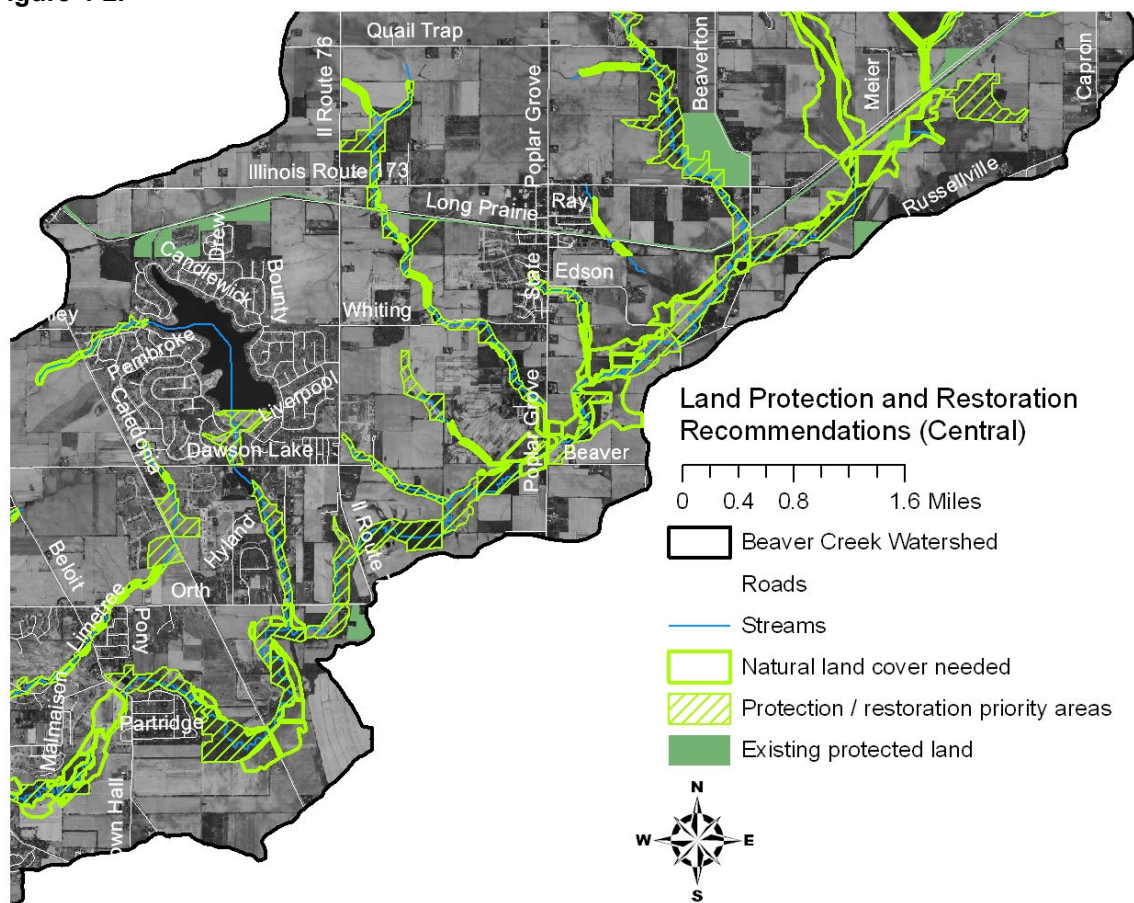 Quail Trap
Il Route 76
Poplar Grove
Beaverton
Meier
Capron
Illinois Route 173
Long Prairie
Ray
Russellville
Drew
Candlewick
Bounty
State
Edson
Whiting
Pembroke
Caledonia
Liverpool
Dawson Lake
Poplar Grove
Beaver
Hyland
Il Route
Beloit
Orth
Limetree
Pony
Malmaison
Partridge
Land Protection and Restoration
Recommendations (Central)
0 0.4 0.8 1.6 Miles
Beaver Creek Watershed
Roads
Streams
Natural land cover needed
Protection / restoration priority areas
Existing protected land
N
W E
S